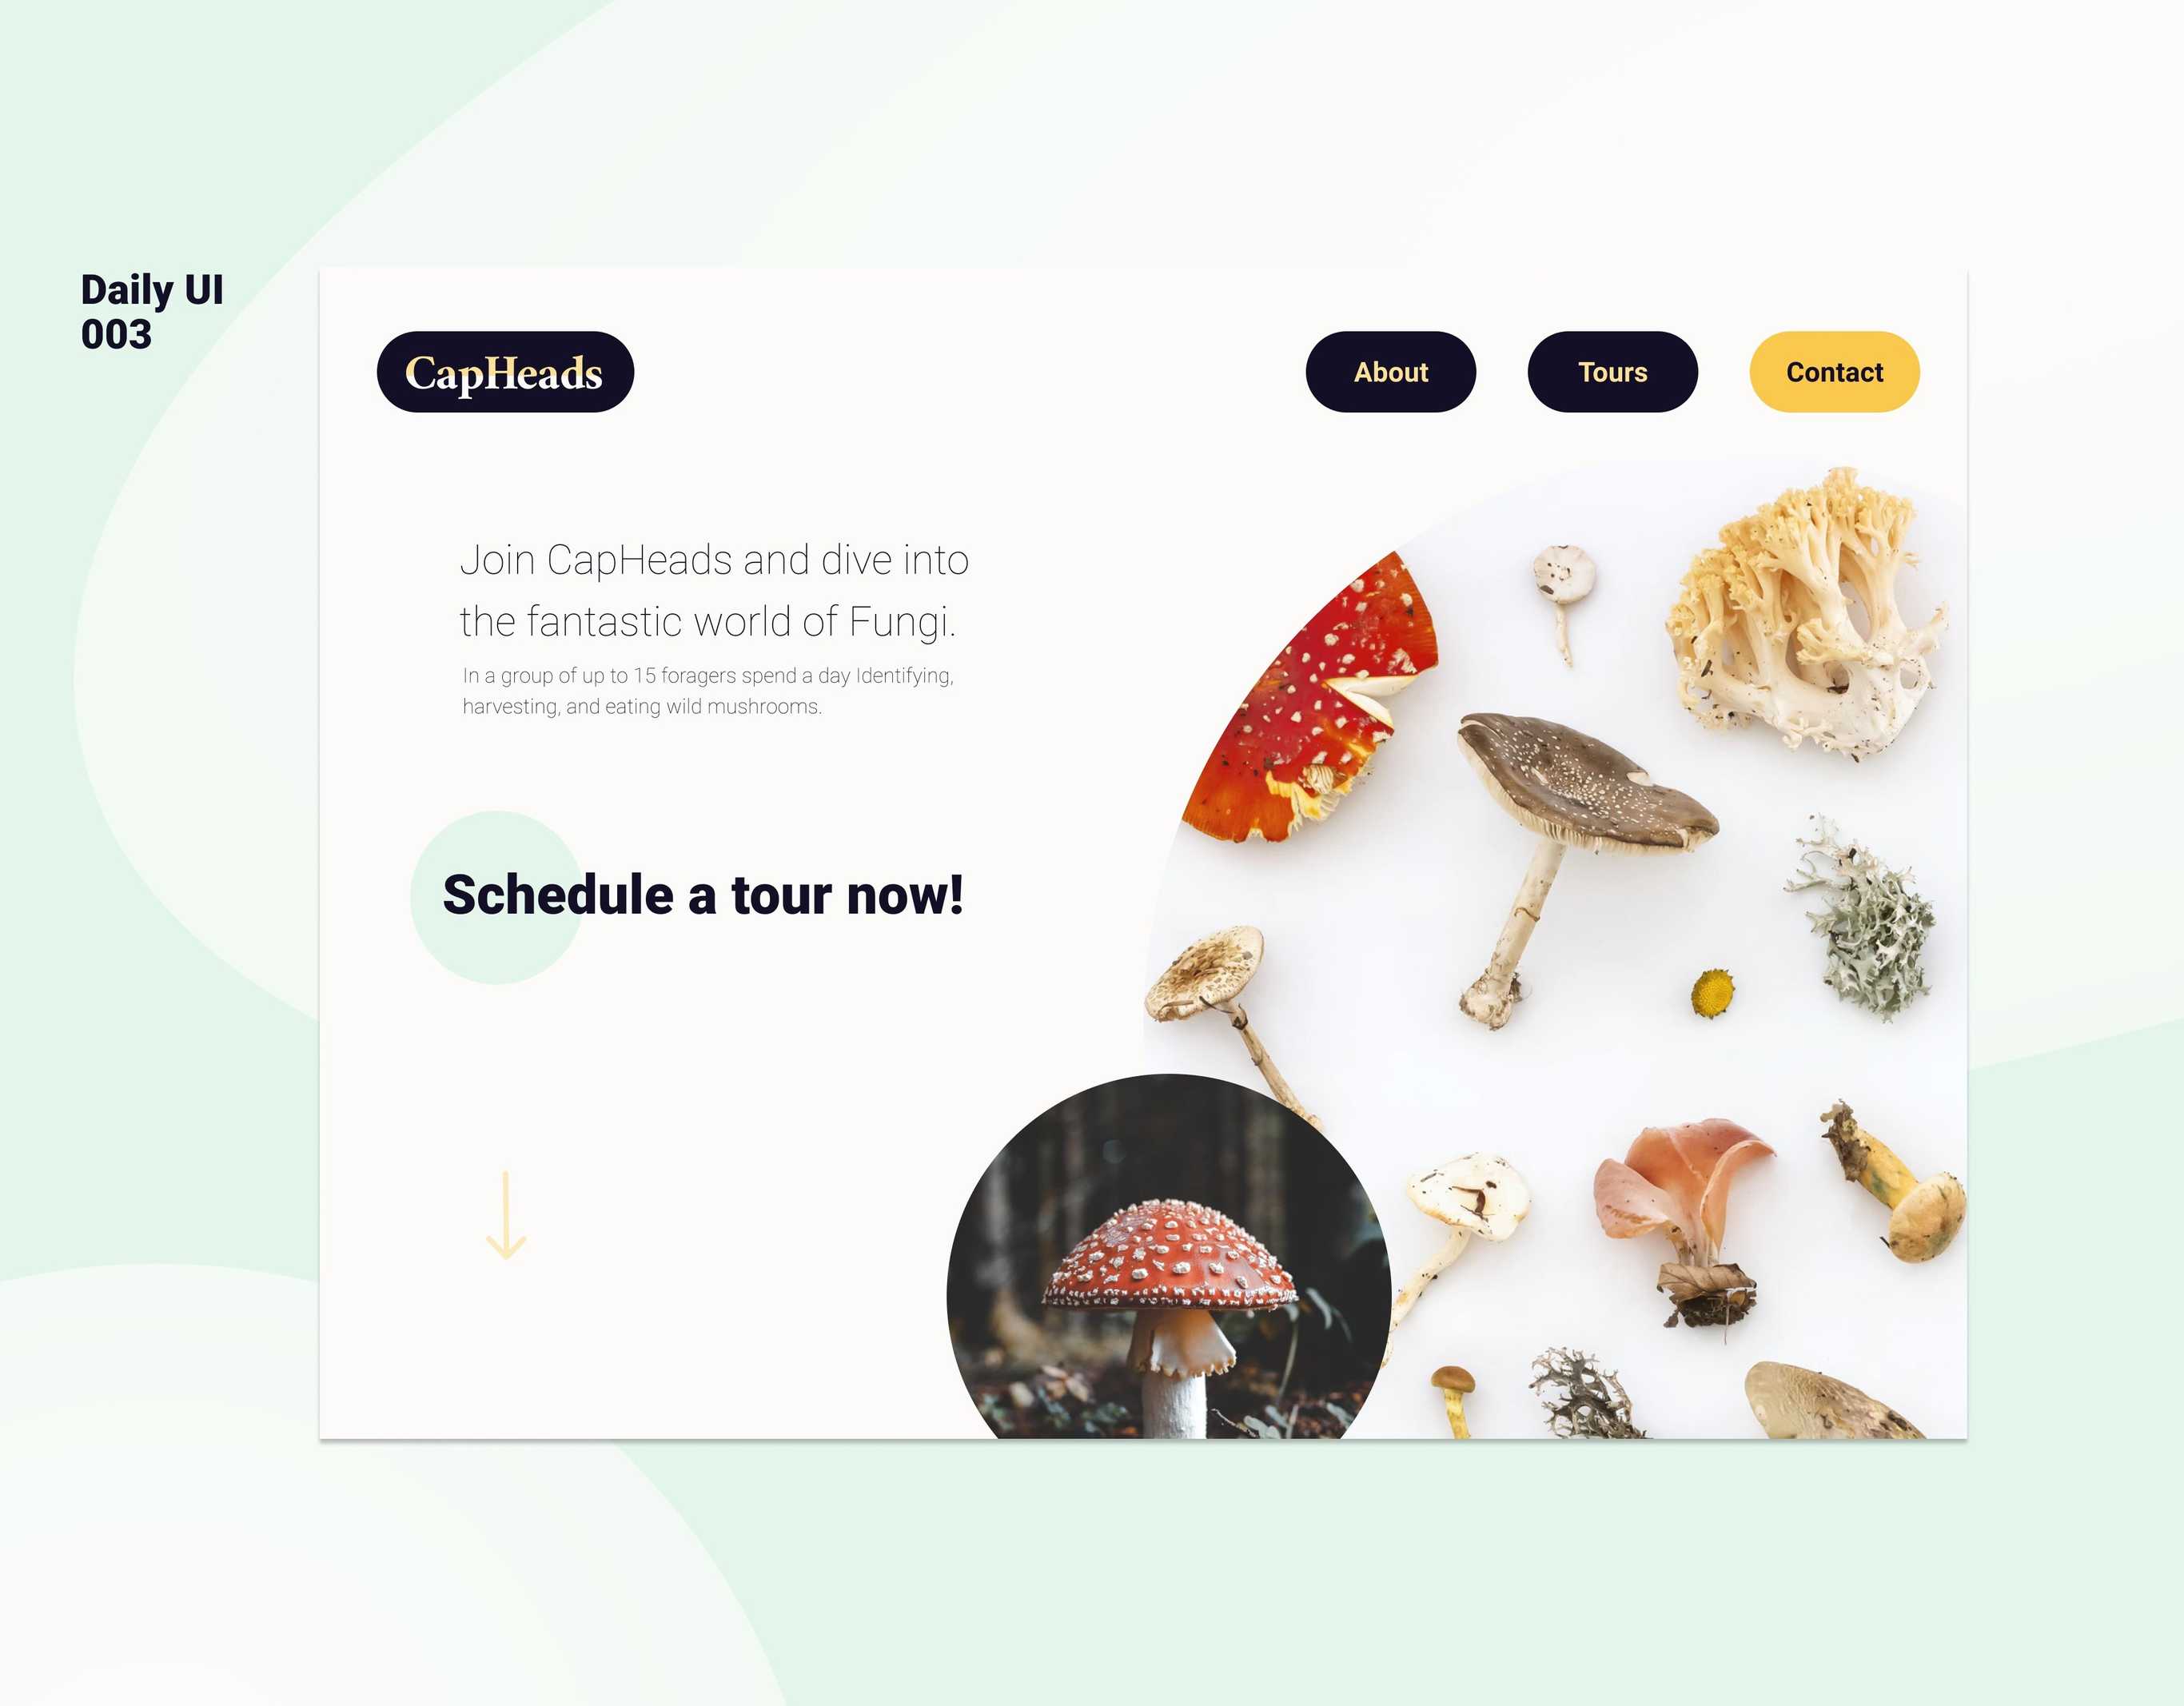 Daily UI
003
CapHeads
About
Tours
Contact
Join CapHeads and dive into
the fantastic world of Fungi.
In a group of up to 15 foragers spend a day Identifying,
harvesting, and eating wild mushrooms.
Schedule a tour now!